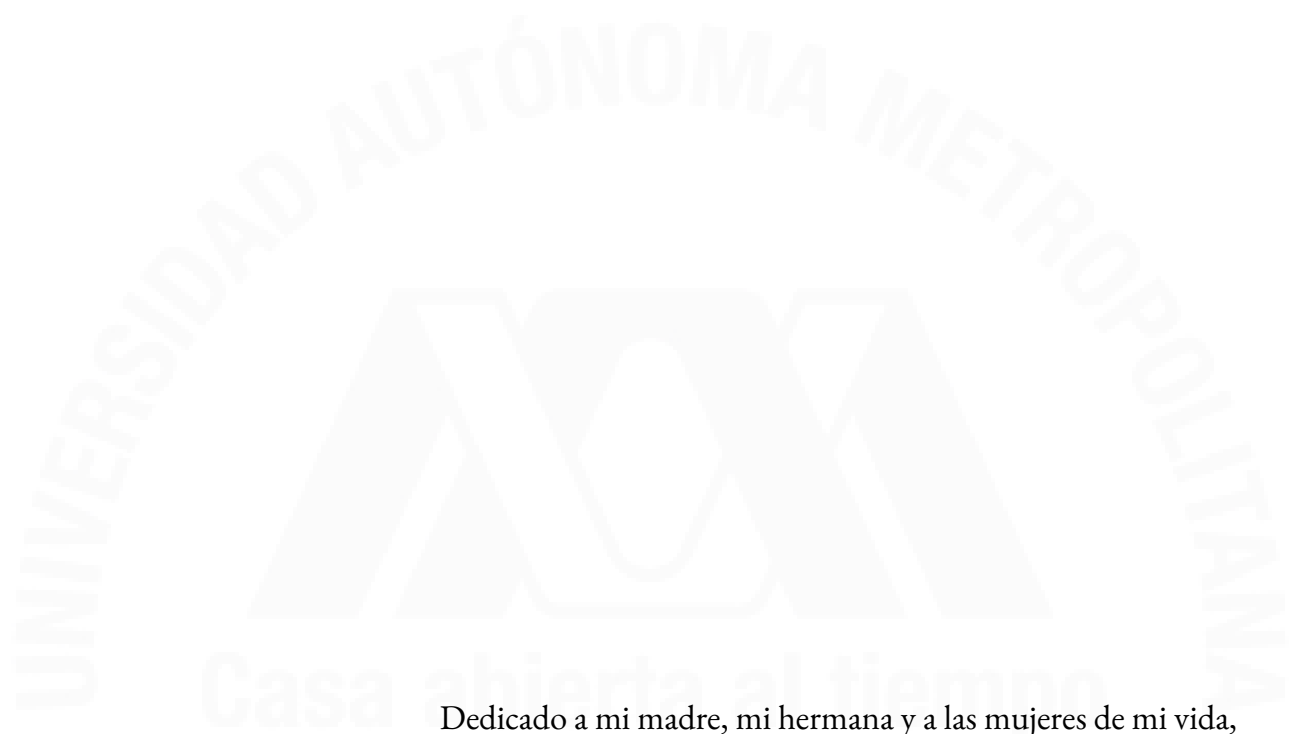 UNIVERSIDAD AUTÓNOMA METROPOLITANA
Casa abierta al tiempo
Dedicado a mi madre, mi hermana y a las mujeres de mi vida,